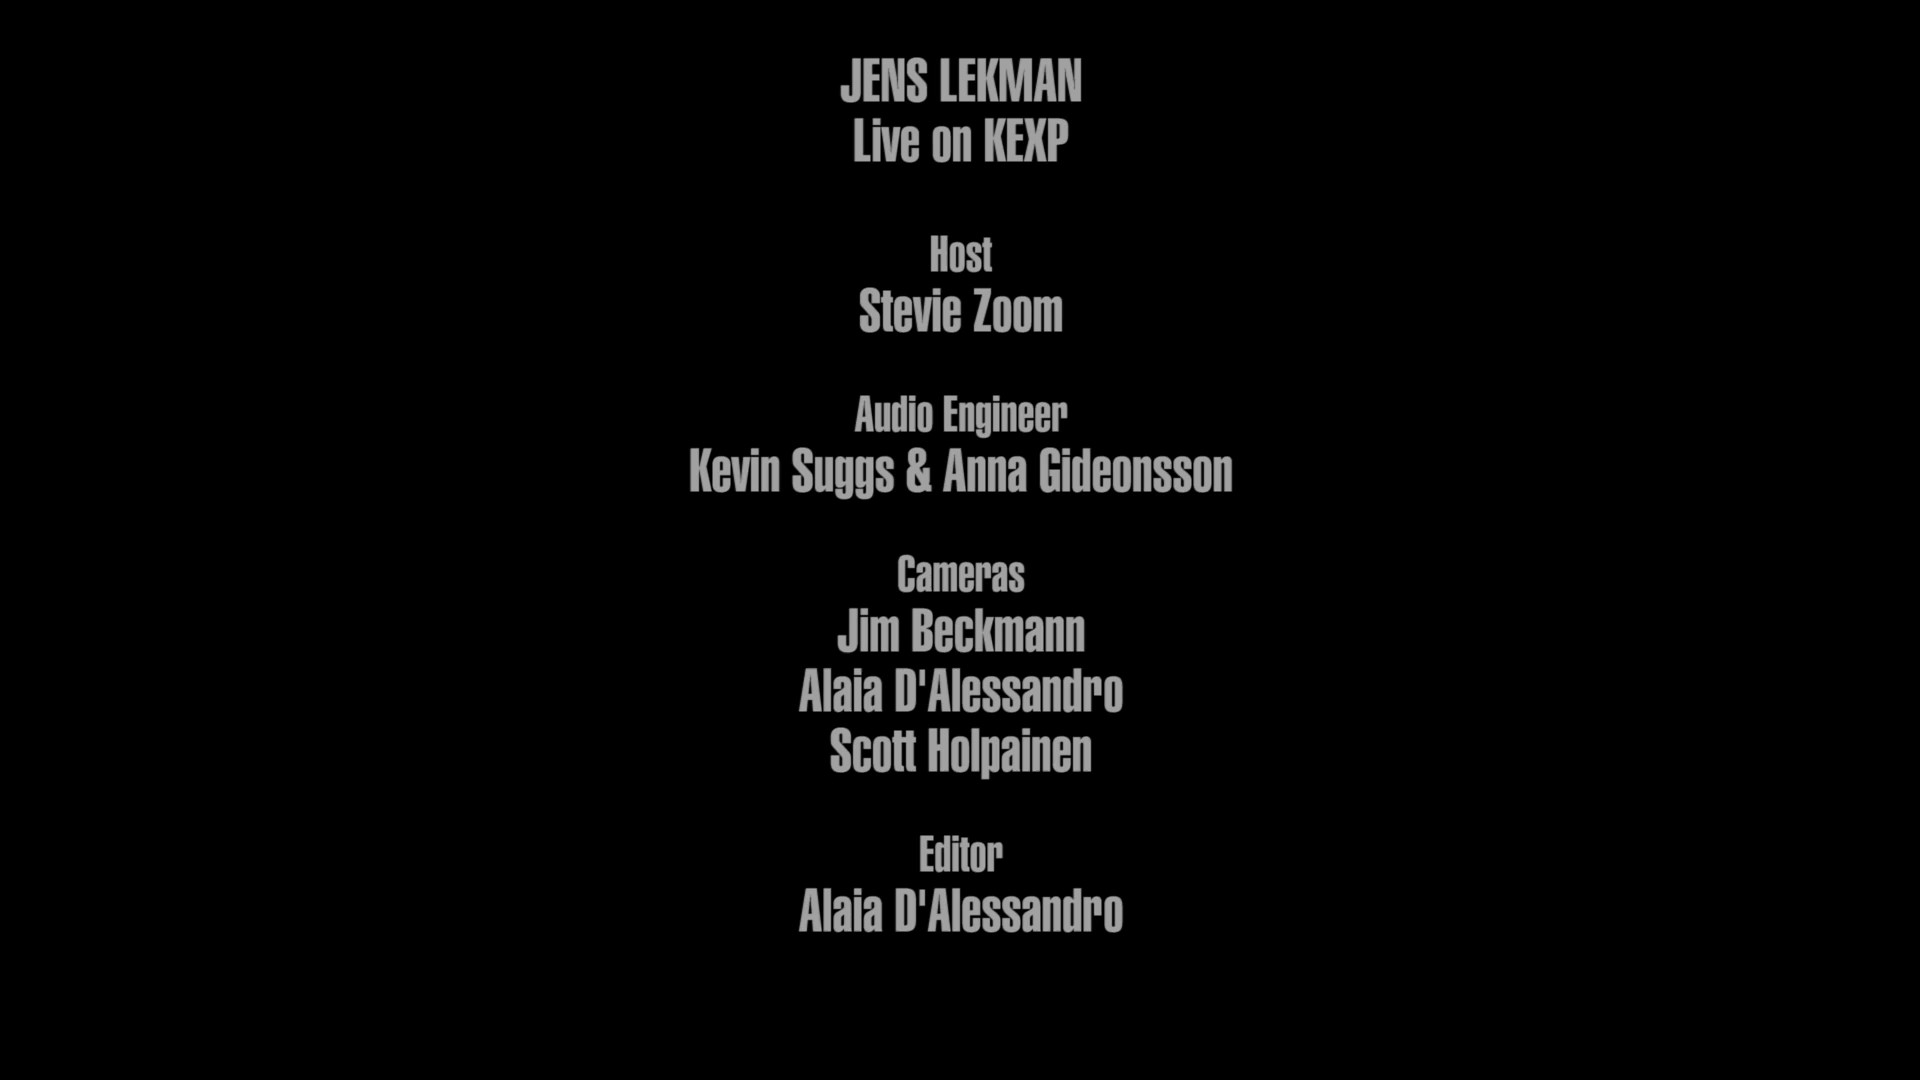 JENS LEKMAN
Live on KEXP
Host
Stevie Zoom
Audio Engineer
Kevin Suggs & Anna Gideonsson
Cameras
Jim Beckmann
Alaia D'Alessandro
Scott Holpainen
Editor
Alaia D'Alessandro